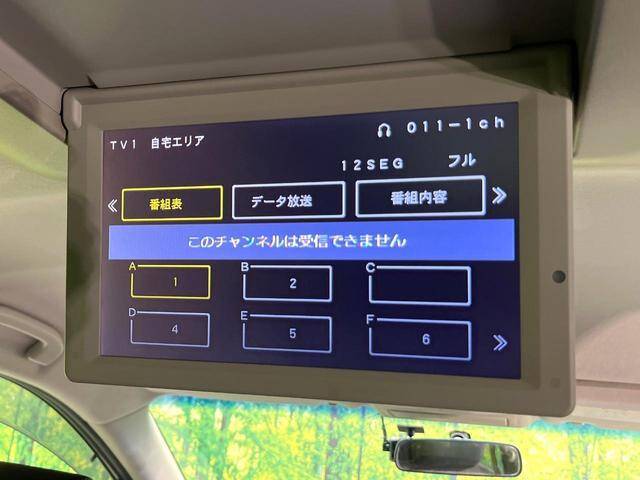 TV1 自宅エリア 011-1ch
12SEG フル
≪ 番組表 データ放送 番組内容 ≫
このチャンネルは受信できません
A 1 B 2 C
D 4 E 5 F 6 ≫